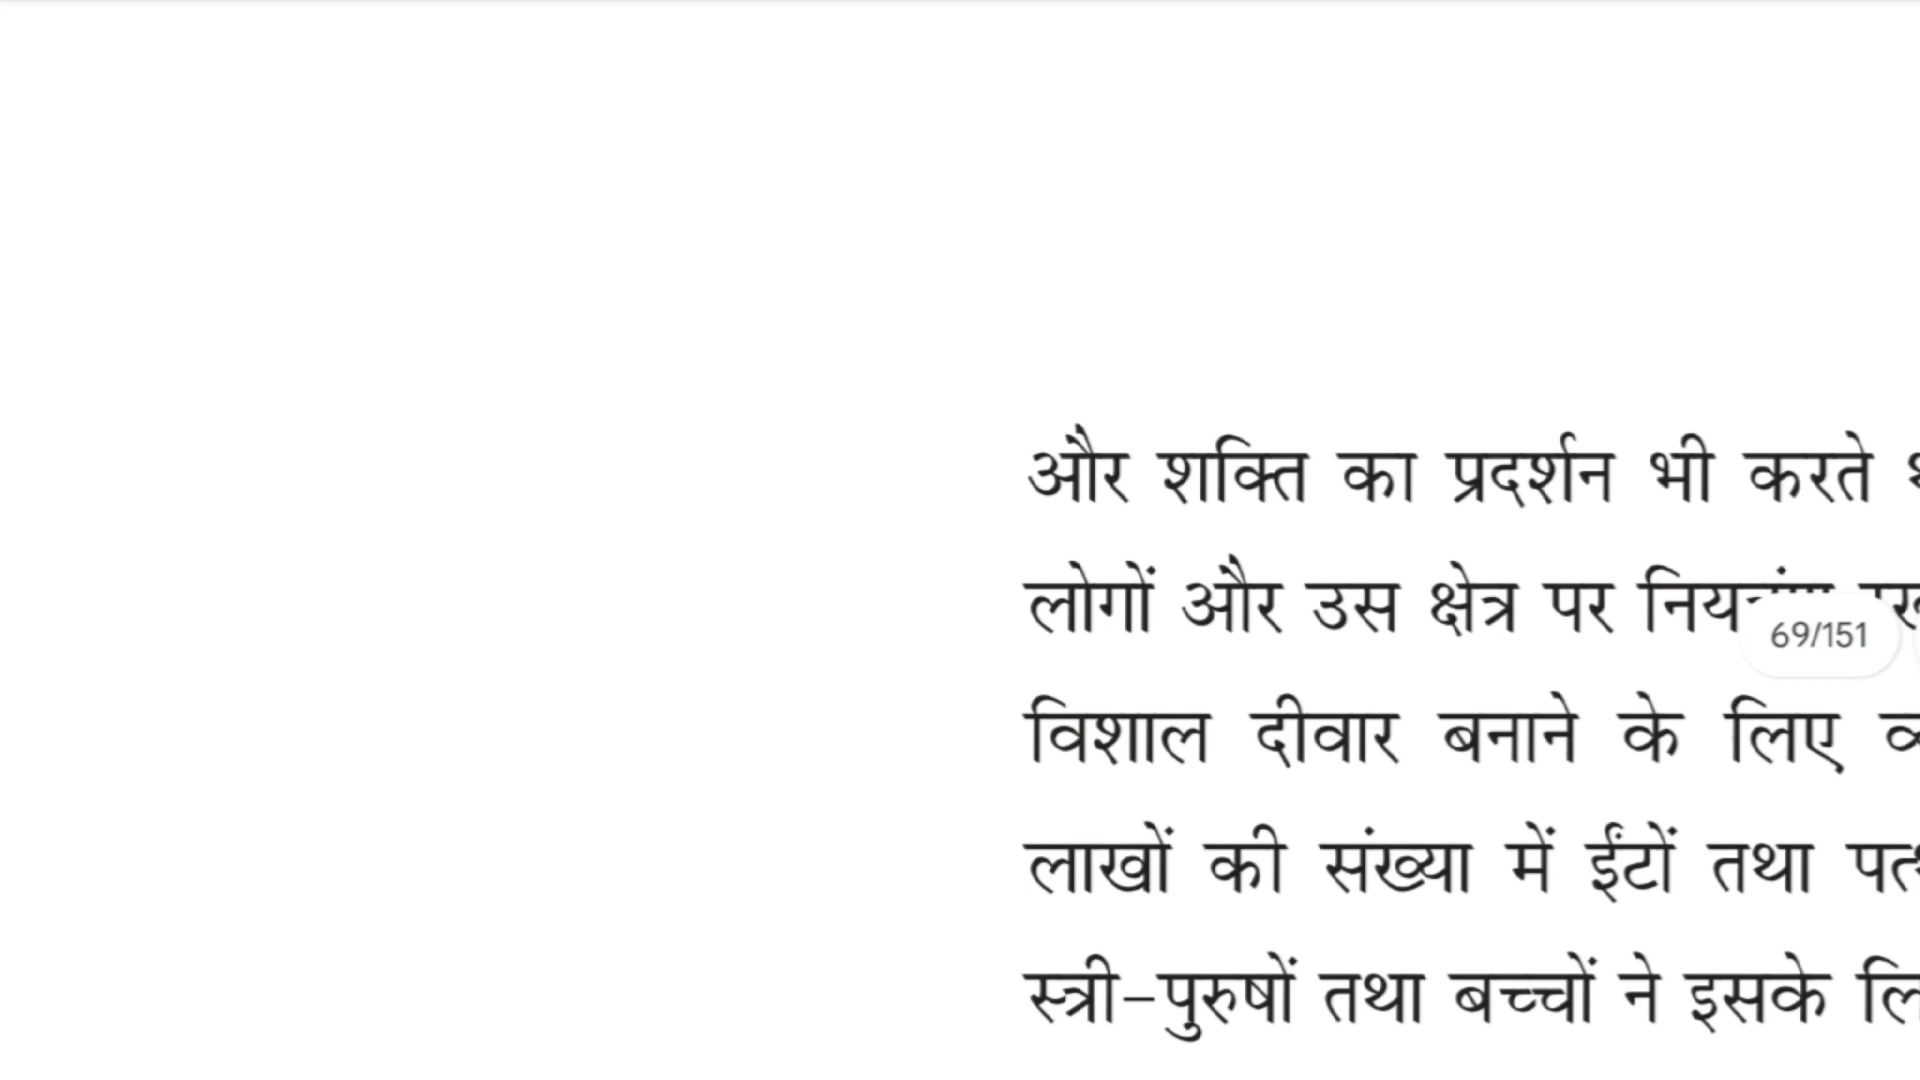 और शक्ति का प्रदर्शन भी करते
लोगों और उस क्षेत्र पर
69/151
विशाल दीवार बनाने के लिए
लाखों की संख्या में ईंटों तथा
स्त्री-पुरुषों तथा बच्चों ने इसके